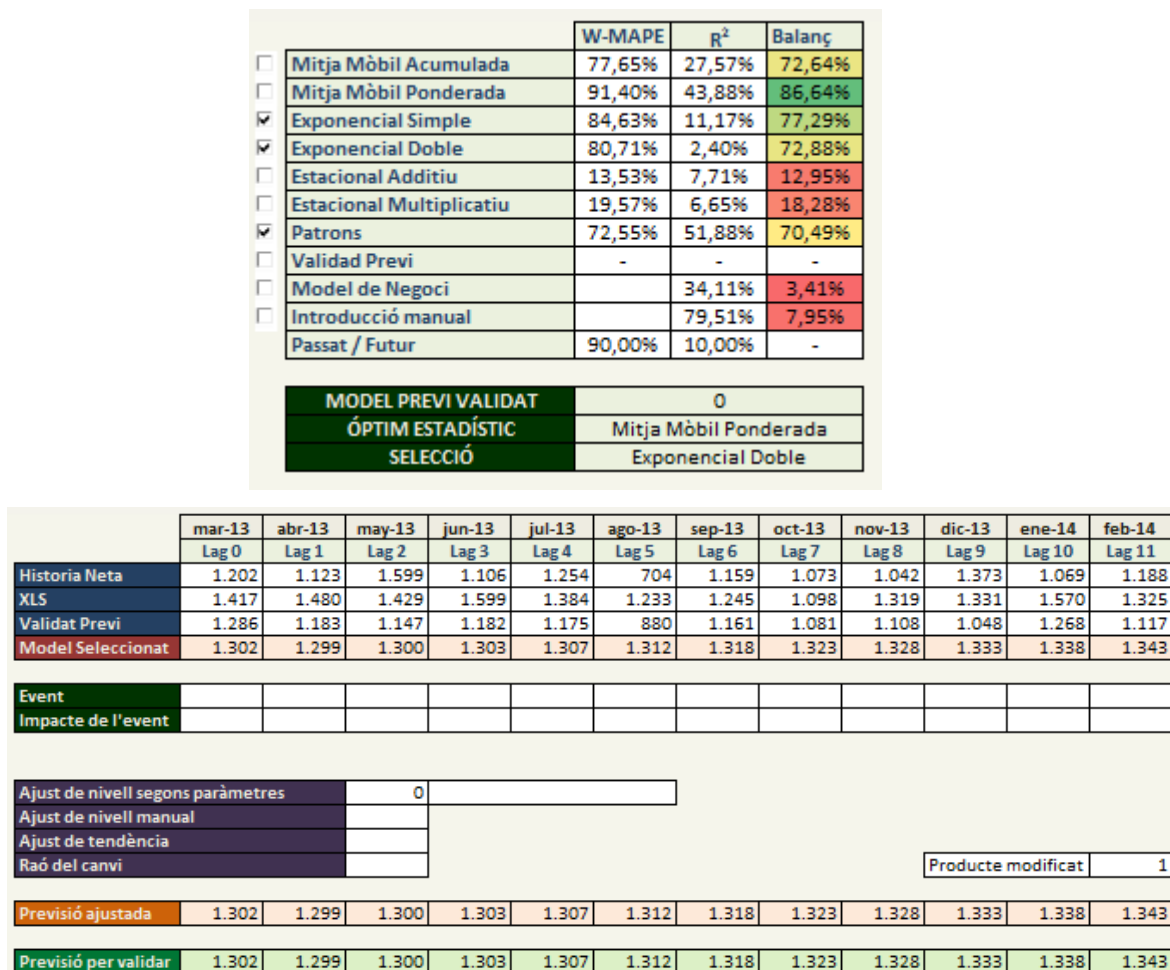 W-MAPE R² Balanç
Mitja Mòbil Acumulada 77,65% 27,57% 72,64%
Mitja Mòbil Ponderada 91,40% 43,88% 86,64%
Exponencial Simple 84,63% 11,17% 77,29%
Exponencial Doble 80,71% 2,40% 72,88%
Estacional Additiu 13,53% 7,71% 12,95%
Estacional Multiplicatiu 19,57% 6,65% 18,28%
Patrons 72,55% 51,88% 70,49%
Validad Previ - - -
Model de Negoci 34,11% 3,41%
Introducció manual 79,51% 7,95%
Passat / Futur 90,00% 10,00% -
MODEL PREVI VALIDAT 0
ÓPTIM ESTADÍSTIC Mitja Mòbil Ponderada
SELECCIÓ Exponencial Doble
mar-13 abr-13 may-13 jun-13 jul-13 ago-13 sep-13 oct-13 nov-13 dic-13 ene-14 feb-14
Lag 0 Lag 1 Lag 2 Lag 3 Lag 4 Lag 5 Lag 6 Lag 7 Lag 8 Lag 9 Lag 10 Lag 11
Historia Neta 1.202 1.123 1.599 1.106 1.254 704 1.159 1.073 1.042 1.373 1.069 1.188
XLS 1.417 1.480 1.429 1.599 1.384 1.233 1.245 1.098 1.319 1.331 1.570 1.325
Validat Previ 1.286 1.183 1.147 1.182 1.175 880 1.161 1.081 1.108 1.048 1.268 1.117
Model Seleccionat 1.302 1.299 1.300 1.303 1.307 1.312 1.318 1.323 1.328 1.333 1.338 1.343
Event
Impacte de l'event
Ajust de nivell segons paràmetres 0
Ajust de nivell manual
Ajust de tendència
Raó del canvi Producte modificat 1
Previsió ajustada 1.302 1.299 1.300 1.303 1.307 1.312 1.318 1.323 1.328 1.333 1.338 1.343
Previsió per validar 1.302 1.299 1.300 1.303 1.307 1.312 1.318 1.323 1.328 1.333 1.338 1.343